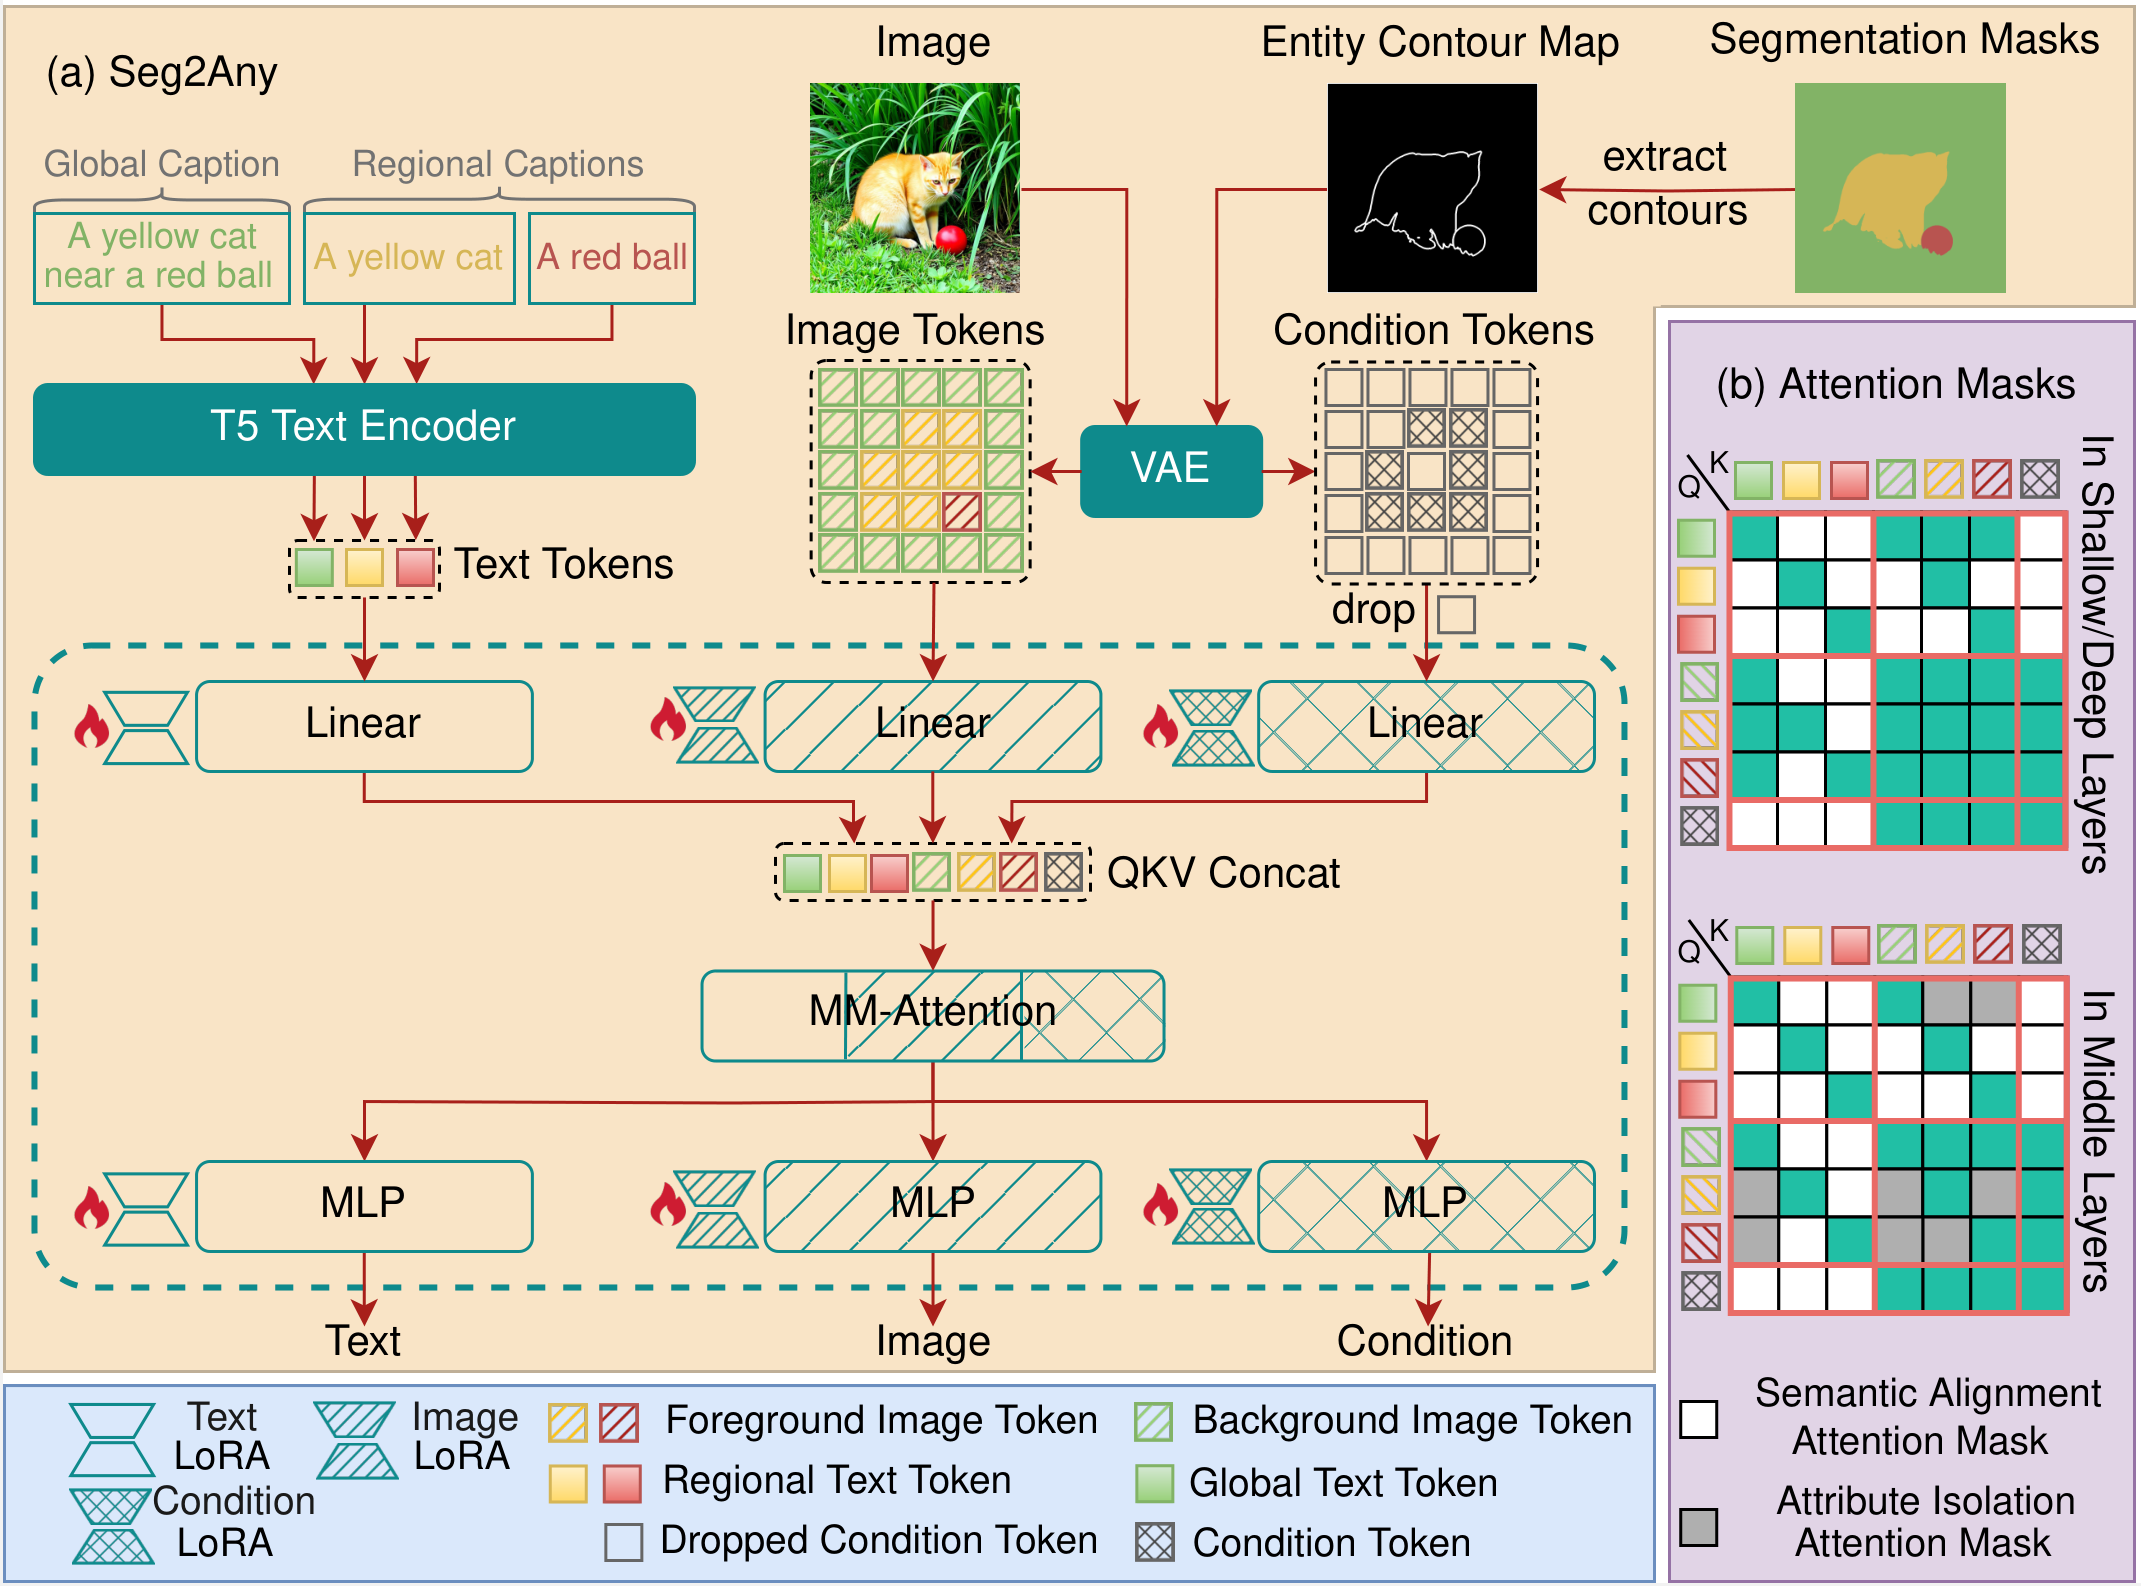 (a) Seg2Any
Image
Entity Contour Map
Segmentation Masks
Global Caption
Regional Captions
A yellow cat
near a red ball
A yellow cat
A red ball
extract
contours
T5 Text Encoder
Text Tokens
Image Tokens
VAE
Condition Tokens
drop
Linear
Linear
Linear
QKV Concat
MM-Attention
MLP
MLP
MLP
Text
Image
Condition
(b) Attention Masks
Q
K
In Shallow/Deep Layers
Q
K
In Middle Layers
Semantic Alignment
Attention Mask
Attribute Isolation
Attention Mask
Text
LoRA
Image
LoRA
Condition
LoRA
Foreground Image Token
Background Image Token
Regional Text Token
Global Text Token
Dropped Condition Token
Condition Token